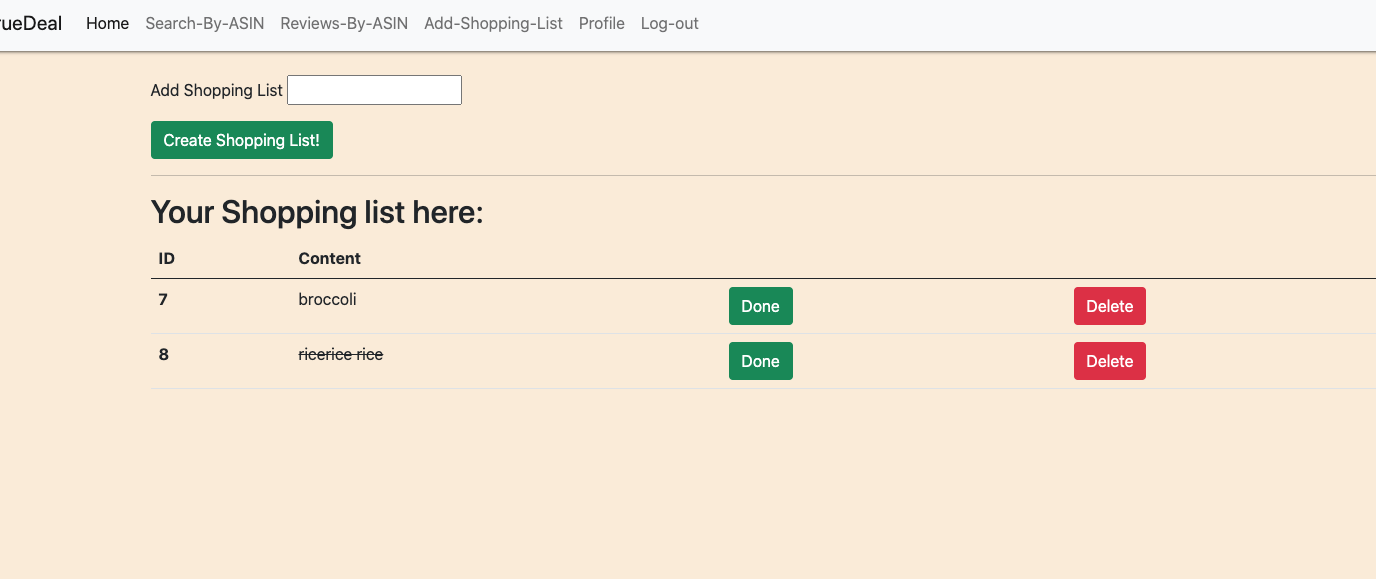 rueDeal Home Search-By-ASIN Reviews-By-ASIN Add-Shopping-List Profile Log-out
Add Shopping List
Create Shopping List!
Your Shopping list here:
ID Content
7 broccoli Done Delete
8 ricerice rice Done Delete